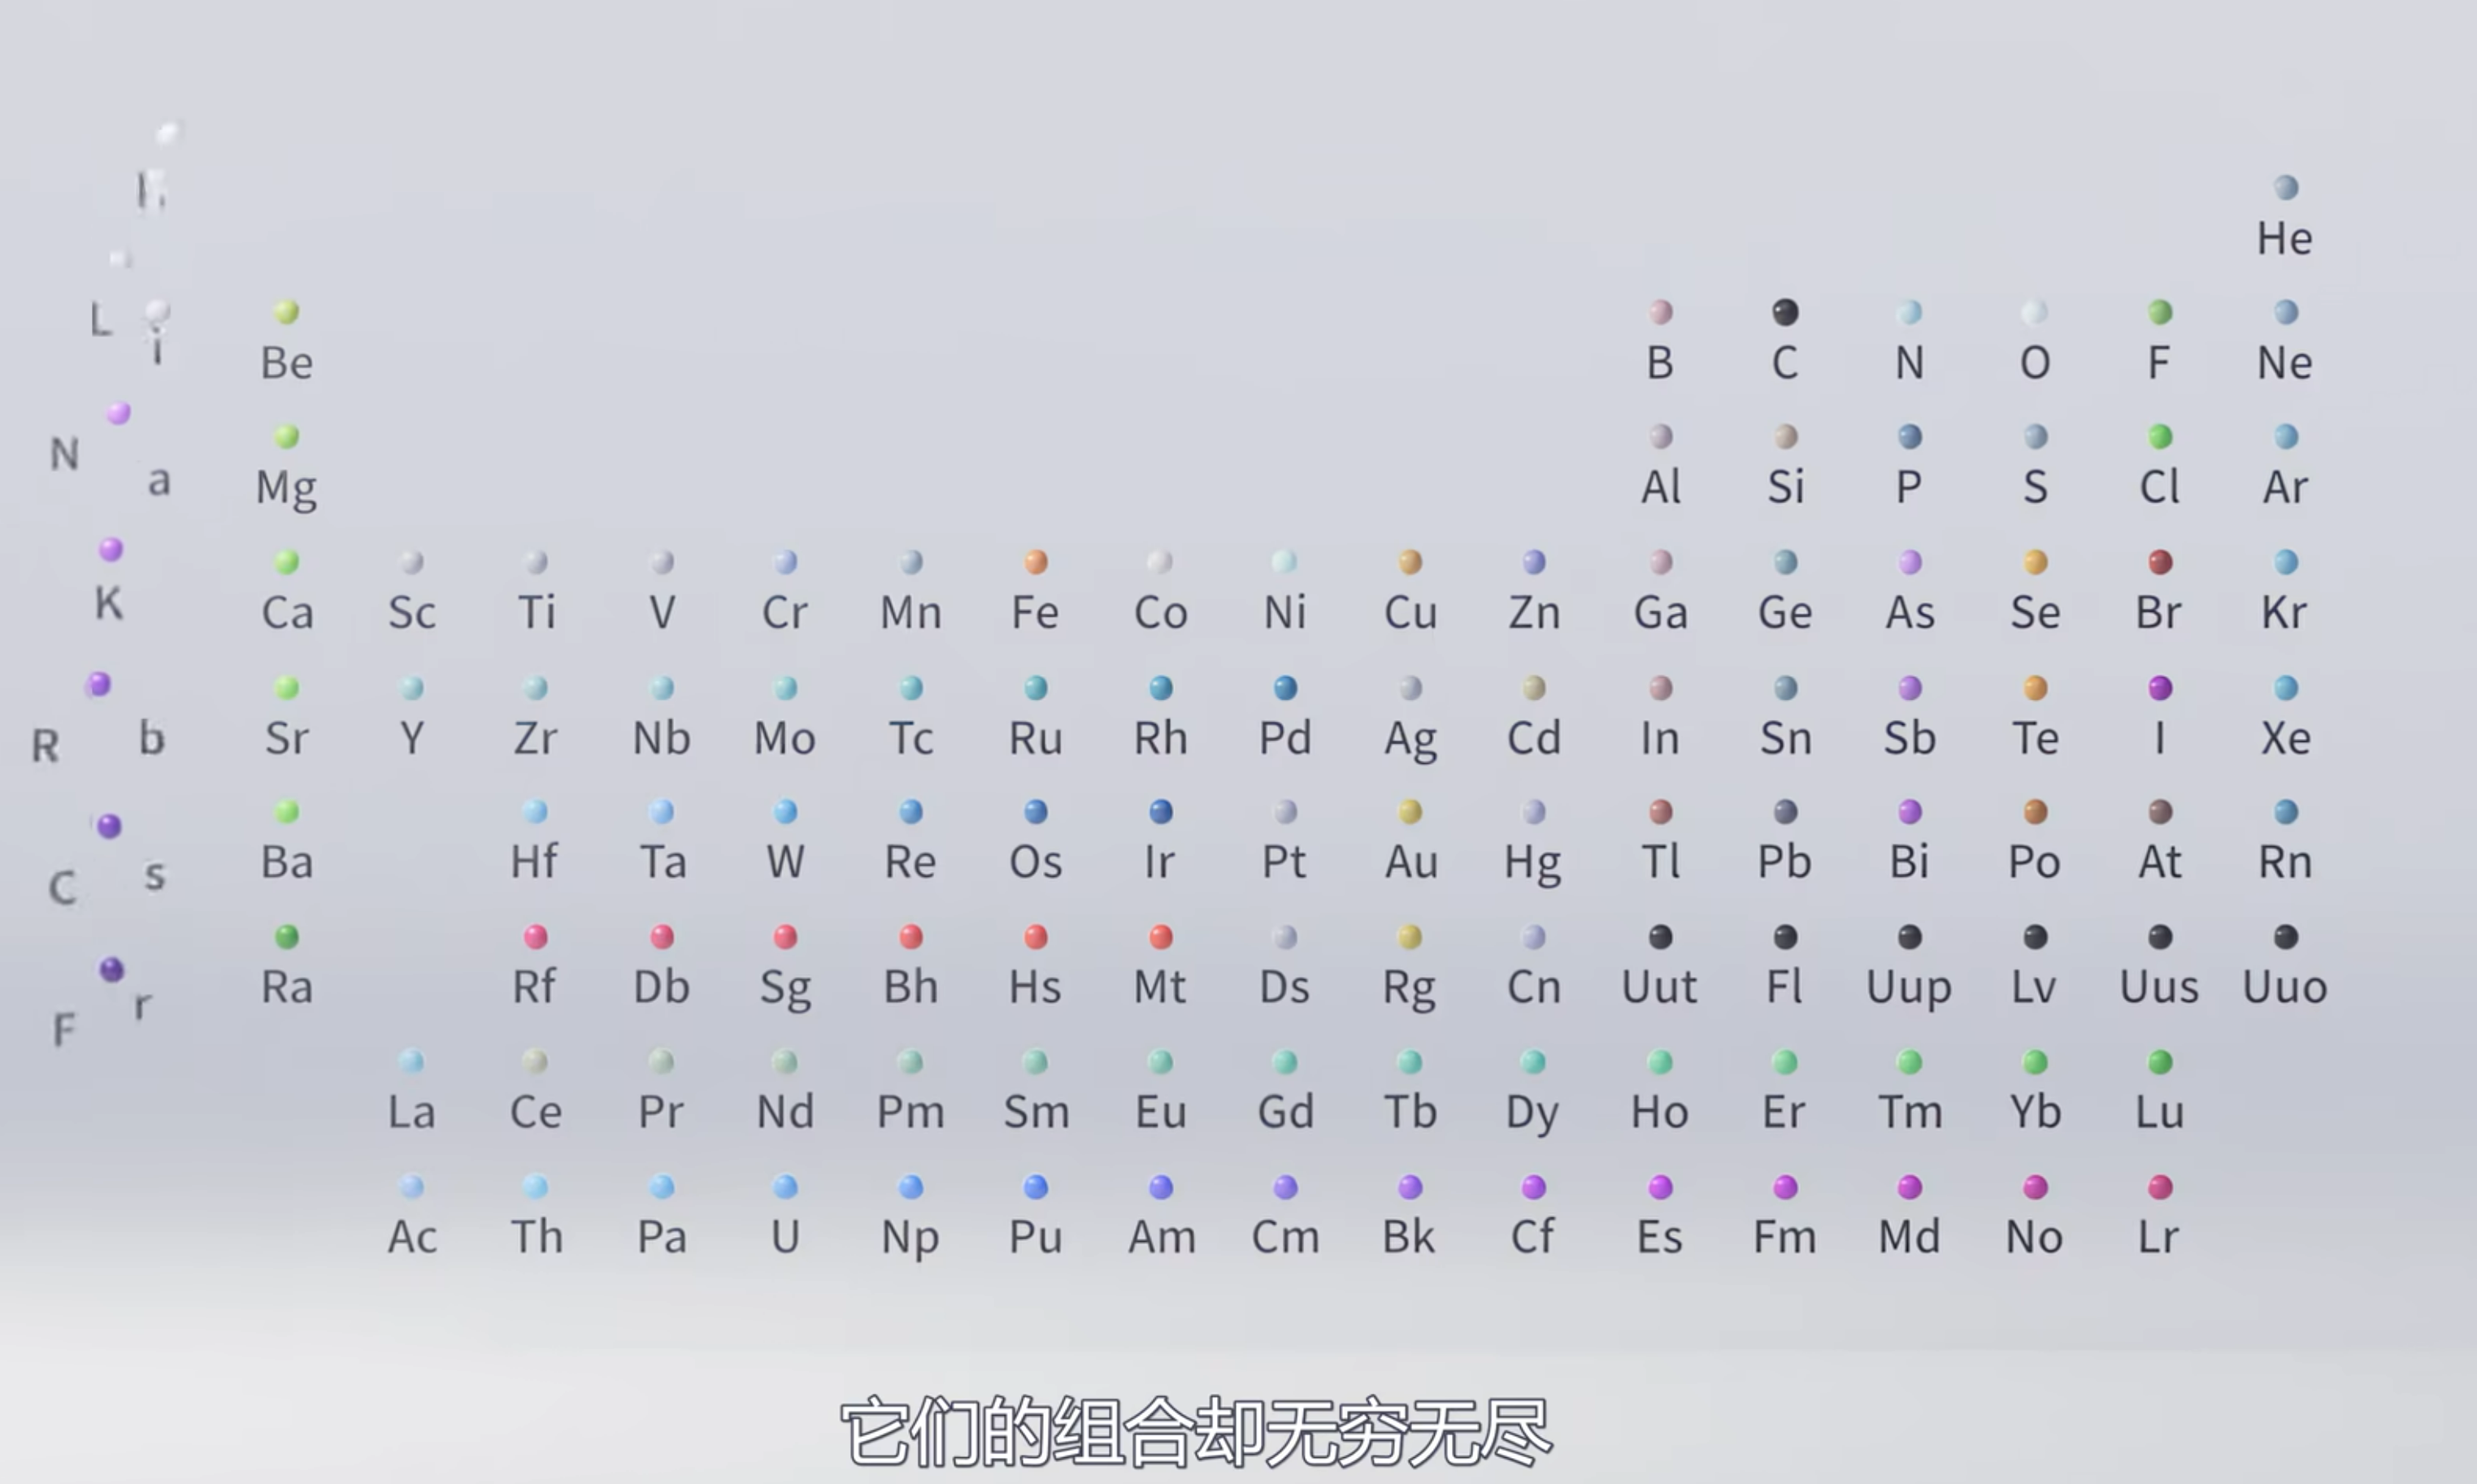 H He
Li Be B C N O F Ne
Na Mg Al Si P S Cl Ar
K Ca Sc Ti V Cr Mn Fe Co Ni Cu Zn Ga Ge As Se Br Kr
Rb Sr Y Zr Nb Mo Tc Ru Rh Pd Ag Cd In Sn Sb Te I Xe
Cs Ba Hf Ta W Re Os Ir Pt Au Hg Tl Pb Bi Po At Rn
Fr Ra Rf Db Sg Bh Hs Mt Ds Rg Cn Uut Fl Uup Lv Uus Uuo
La Ce Pr Nd Pm Sm Eu Gd Tb Dy Ho Er Tm Yb Lu
Ac Th Pa U Np Pu Am Cm Bk Cf Es Fm Md No Lr
它们的组合却无穷无尽